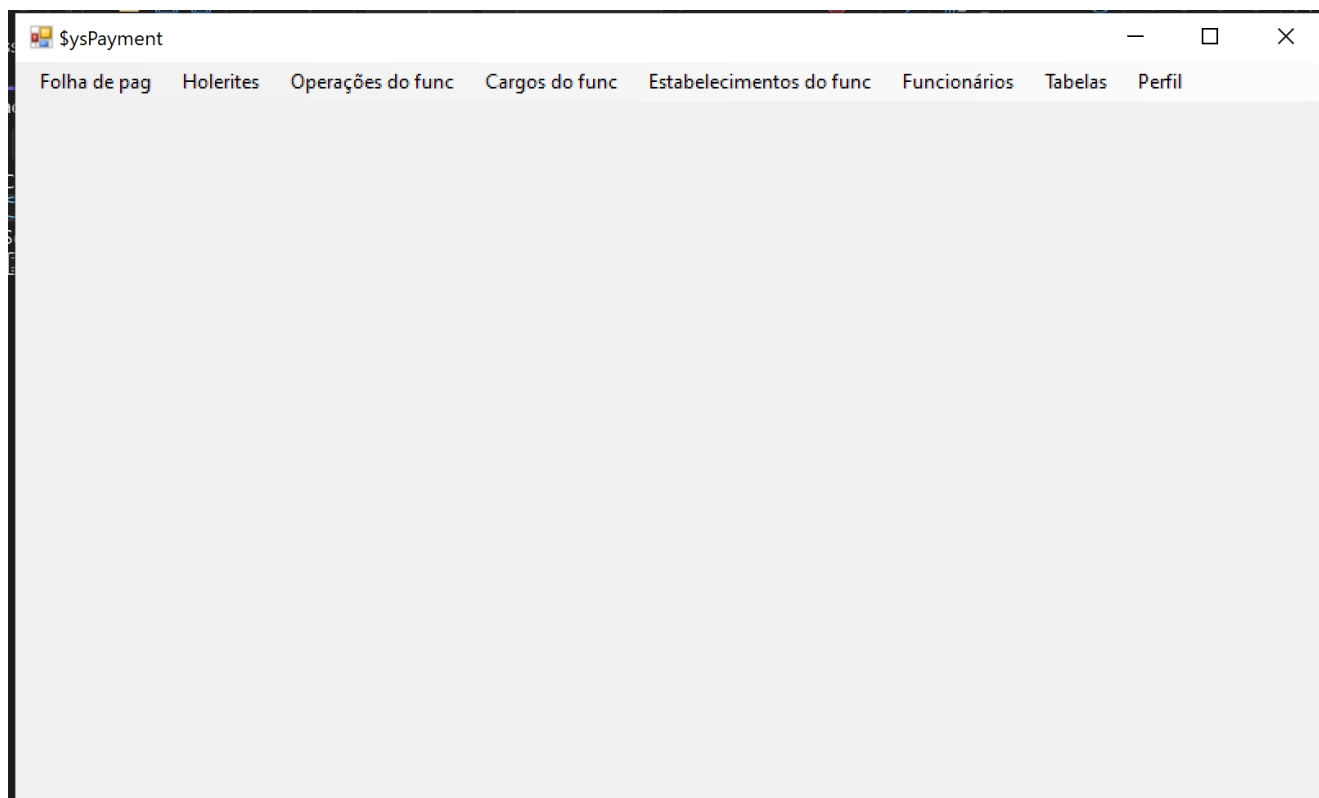 $ysPayment
Folha de pag Holerites Operações do func Cargos do func Estabelecimentos do func Funcionários Tabelas Perfil